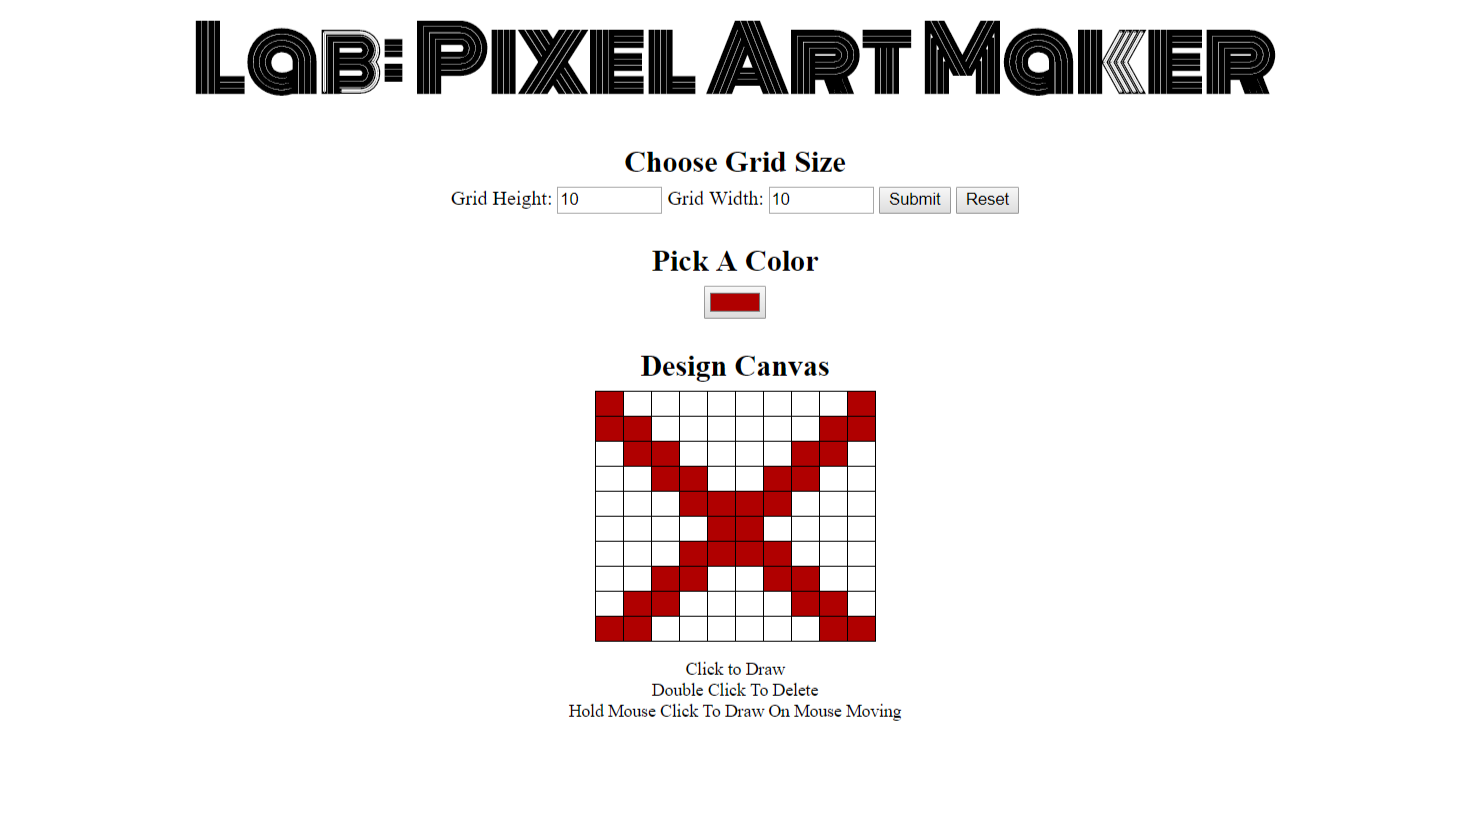 Lab: Pixel Art Maker
Choose Grid Size
Grid Height: 10 Grid Width: 10 Submit Reset
Pick A Color
Design Canvas
Click to Draw
Double Click To Delete
Hold Mouse Click To Draw On Mouse Moving